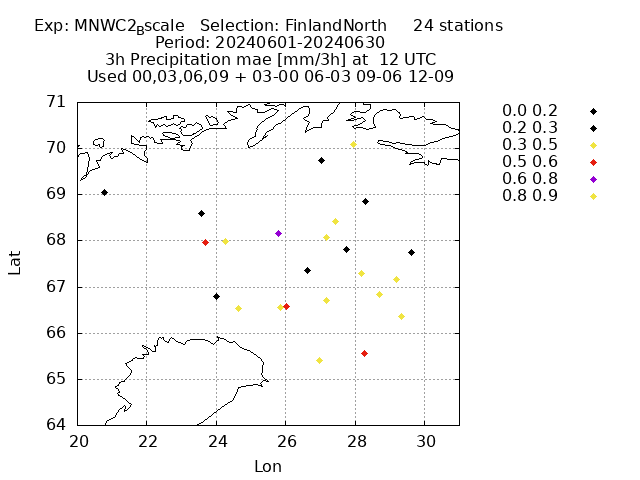 Exp: MNWC2_Bscale Selection: FinlandNorth 24 stations
Period: 20240601-20240630
3h Precipitation mae [mm/3h] at 12 UTC
Used 00,03,06,09 + 03-00 06-03 09-06 12-09
0.0 0.2
0.2 0.3
0.3 0.5
0.5 0.6
0.6 0.8
0.8 0.9
71
70
69
68
67
66
65
64
Lat
20 22 24 26 28 30
Lon